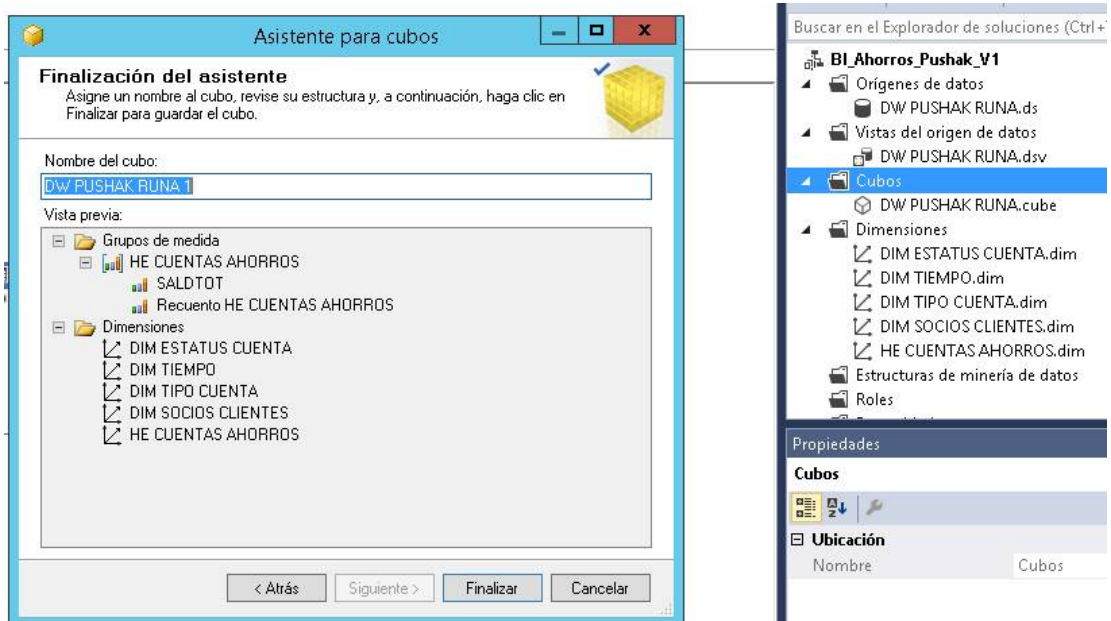 Asistente para cubos
Finalización del asistente
Asigne un nombre al cubo, revise su estructura y, a continuación, haga clic en
Finalizar para guardar el cubo.
Nombre del cubo:
DW PUSHAK RUNA 1
Vista previa:
Grupos de medida
HE CUENTAS AHORROS
SALDTOT
Recuento HE CUENTAS AHORROS
Dimensiones
DIM ESTATUS CUENTA
DIM TIEMPO
DIM TIPO CUENTA
DIM SOCIOS CLIENTES
HE CUENTAS AHORROS
< Atrás
Siguiente >
Finalizar
Cancelar
Buscar en el Explorador de soluciones (Ctrl+
BI_Ahorros_Pushak_V1
Orígenes de datos
DW PUSHAK RUNA.ds
Vistas del origen de datos
DW PUSHAK RUNA.dsv
Cubos
DW PUSHAK RUNA.cube
Dimensiones
DIM ESTATUS CUENTA.dim
DIM TIEMPO.dim
DIM TIPO CUENTA.dim
DIM SOCIOS CLIENTES.dim
HE CUENTAS AHORROS.dim
Estructuras de minería de datos
Roles
Propiedades
Cubos
Ubicación
Nombre Cubos